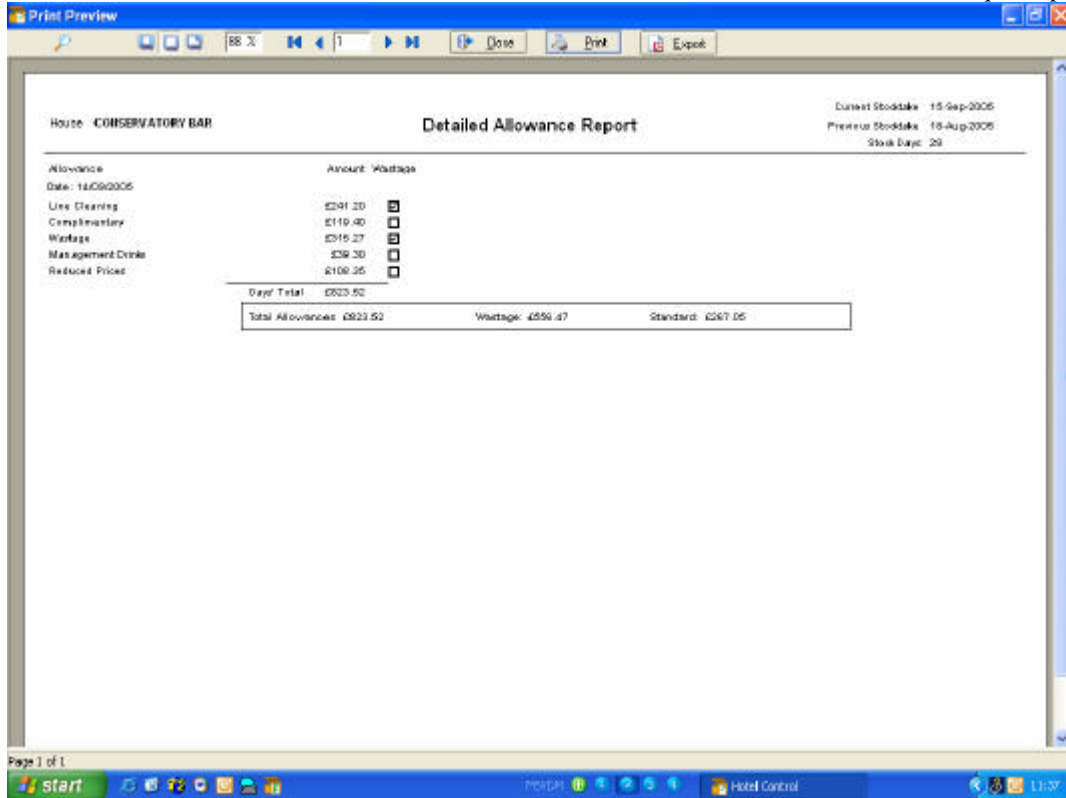 Print Preview
88 % 1 Close Print Export
House CONSERVATORY BAR Detailed Allowance Report
Current Stocktake 15-Sep-2005
Previous Stocktake 18-Aug-2005
Stock Days: 29
Allowance Amount Wastage
Date: 14/09/2005
Line Cleaning £241.20
Complimentary £119.40
Wastage £315.27
Management Drinks £39.30
Reduced Prices £108.35
Days' Total £823.52
Total Allowances: £823.52 Wastage: Standard: £267.05
Page 1 of 1
start Hotel Control 11:37